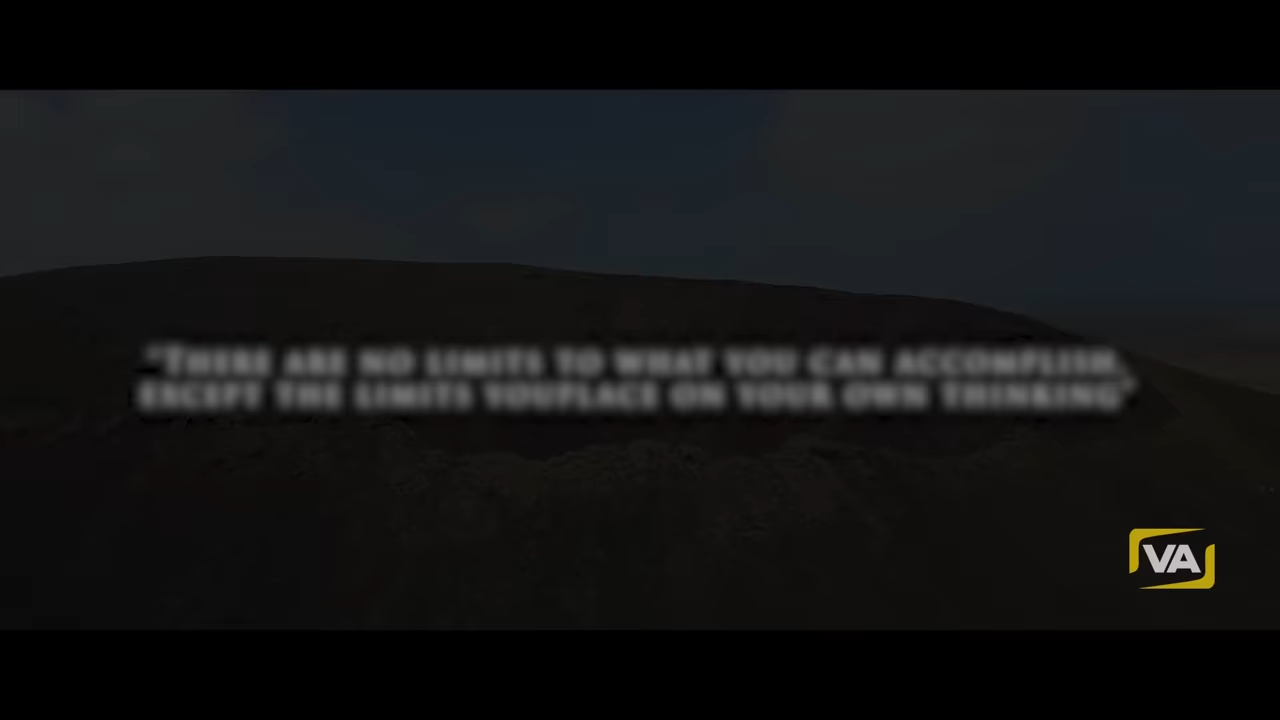 "THERE ARE NO LIMITS TO WHAT YOU CAN ACCOMPLISH,
EXCEPT THE LIMITS YOUPLACE ON YOUR OWN THINKING"
VA